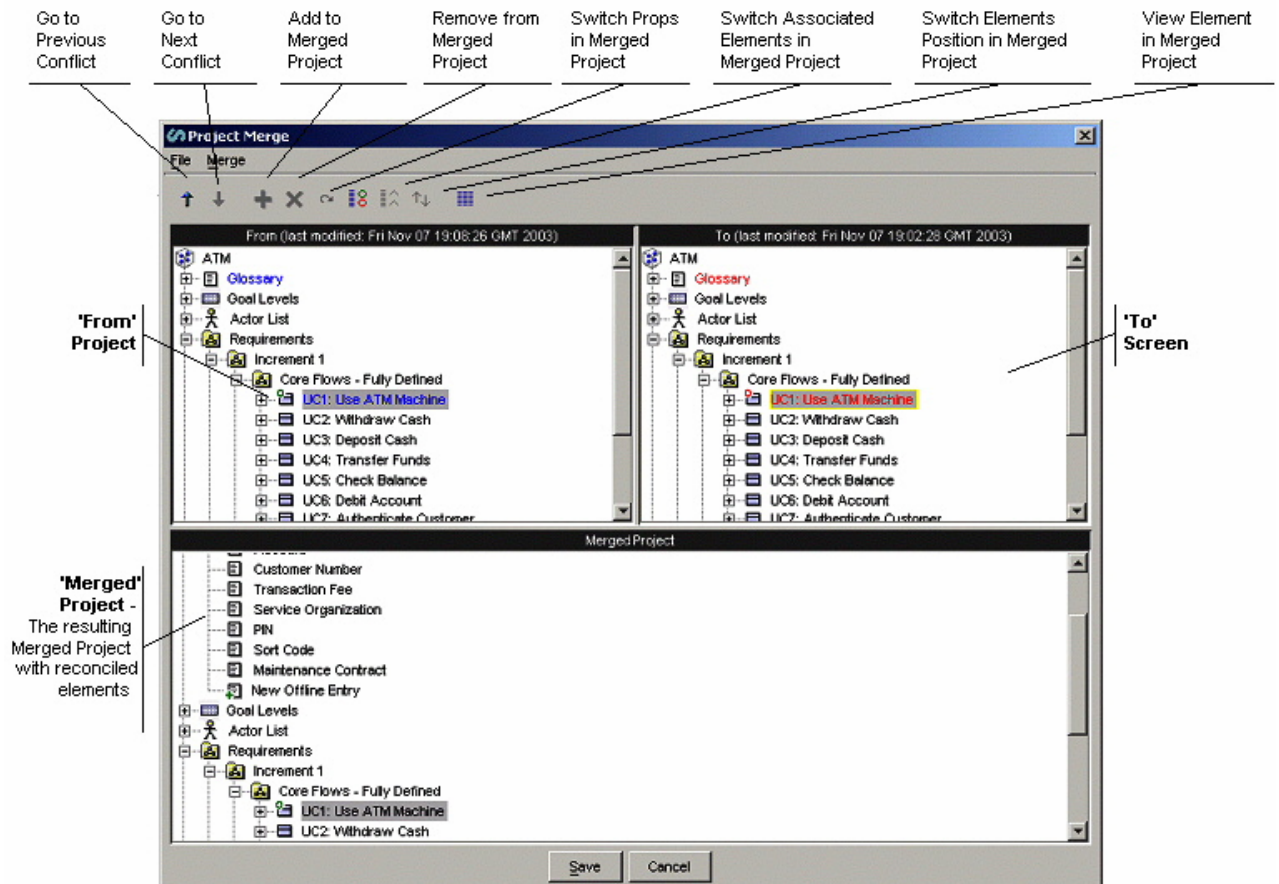 Go to
Previous
Conflict
Go to
Next
Conflict
Add to
Merged
Project
Remove from
Merged
Project
Switch Props
in Merged
Project
Switch Associated
Elements in
Merged Project
Switch Elements
Position in Merged
Project
View Element
in Merged
Project
Project Merge
File Merge
From (last modified: Fri Nov 07 19:08:26 GMT 2003)
ATM
Glossary
Goal Levels
Actor List
Requirements
Increment 1
Core Flows - Fully Defined
UC1: Use ATM Machine
UC2: Withdraw Cash
UC3: Deposit Cash
UC4: Transfer Funds
UC5: Check Balance
UC6: Debit Account
UC7: Authenticate Customer
To (last modified: Fri Nov 07 19:02:28 GMT 2003)
ATM
Glossary
Goal Levels
Actor List
Requirements
Increment 1
Core Flows - Fully Defined
UC1: Use ATM Machine
UC2: Withdraw Cash
UC3: Deposit Cash
UC4: Transfer Funds
UC5: Check Balance
UC6: Debit Account
UC7: Authenticate Customer
'From'
Project
'To'
Screen
Merged Project
Customer Number
Transaction Fee
Service Organization
PIN
Sort Code
Maintenance Contract
New Offline Entry
Goal Levels
Actor List
Requirements
Increment 1
Core Flows - Fully Defined
UC1: Use ATM Machine
UC2: Withdraw Cash
'Merged'
Project -
The resulting
Merged Project
with reconciled
elements
Save
Cancel